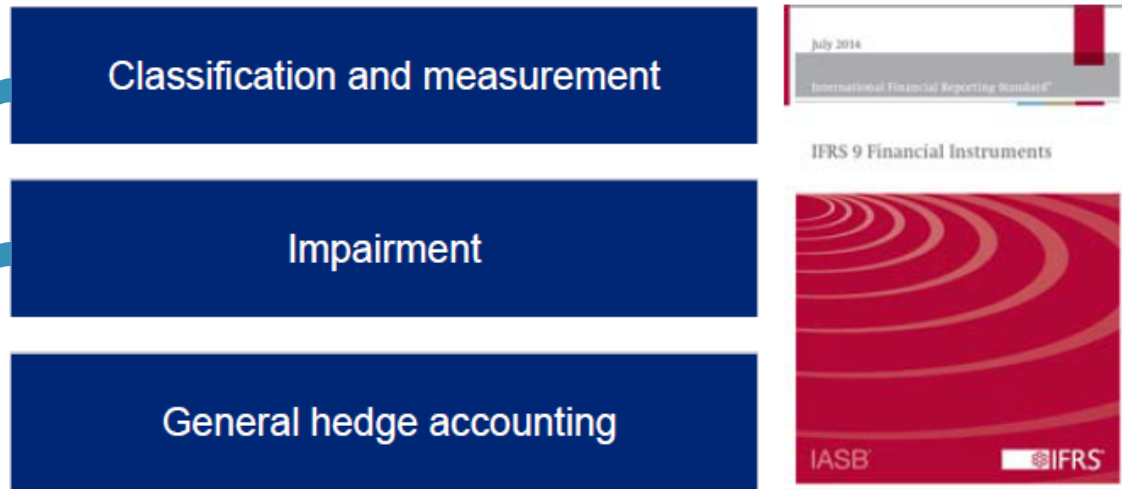 Classification and measurement
Impairment
General hedge accounting
July 2014
International Financial Reporting Standard®
IFRS 9 Financial Instruments
IASB
IFRS